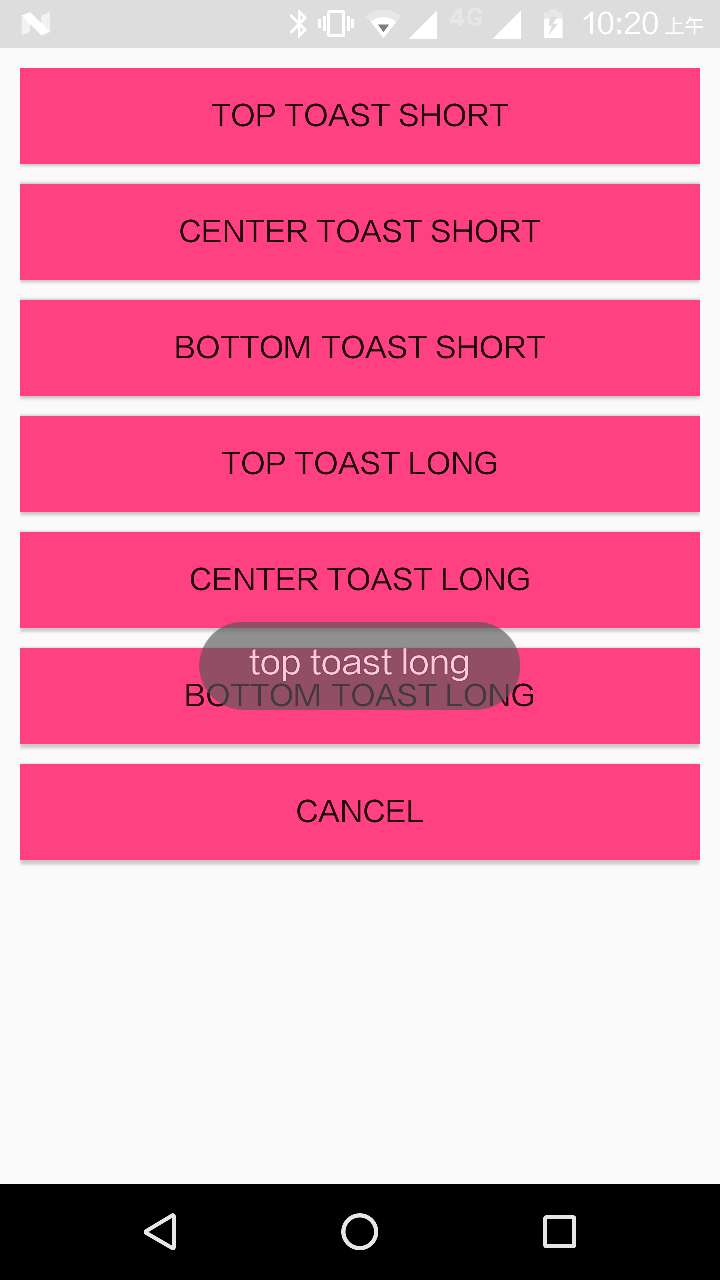 4G 10:20 上午
TOP TOAST SHORT
CENTER TOAST SHORT
BOTTOM TOAST SHORT
TOP TOAST LONG
CENTER TOAST LONG
top toast long
BOTTOM TOAST LONG
CANCEL